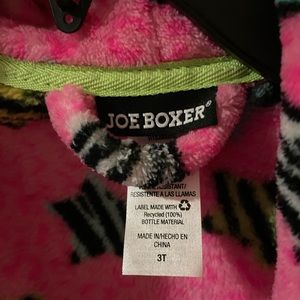 JOE BOXER®
RESISTENTE A LAS LLAMAS
LABEL MADE WITH
Recycled (100%)
BOTTLE MATERIAL
MADE IN/HECHO EN
CHINA
3T